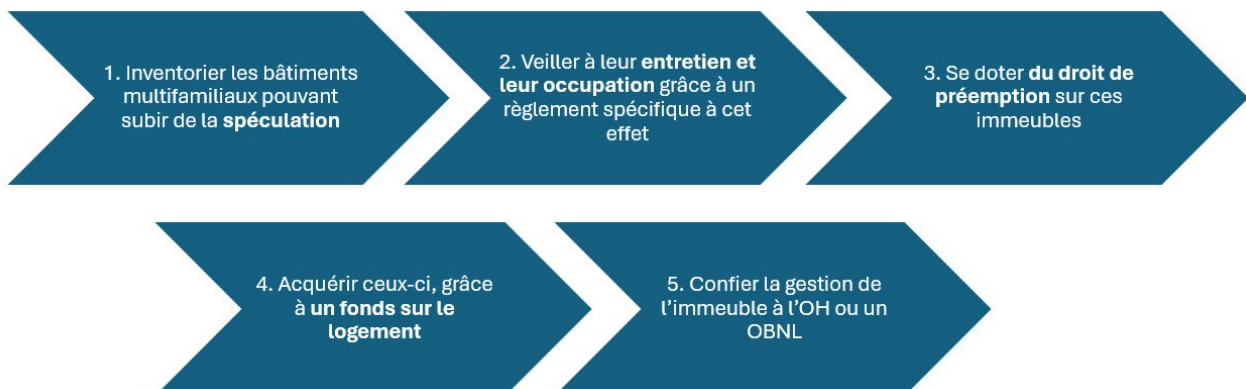 1. Inventorier les bâtiments
multifamiliaux pouvant
subir de la spéculation
2. Veiller à leur entretien et
leur occupation grâce à un
règlement spécifique à cet
effet
3. Se doter du droit de
préemption sur ces
immeubles
4. Acquérir ceux-ci, grâce
à un fonds sur le
logement
5. Confier la gestion de
l’immeuble à l’OH ou un
OBNL